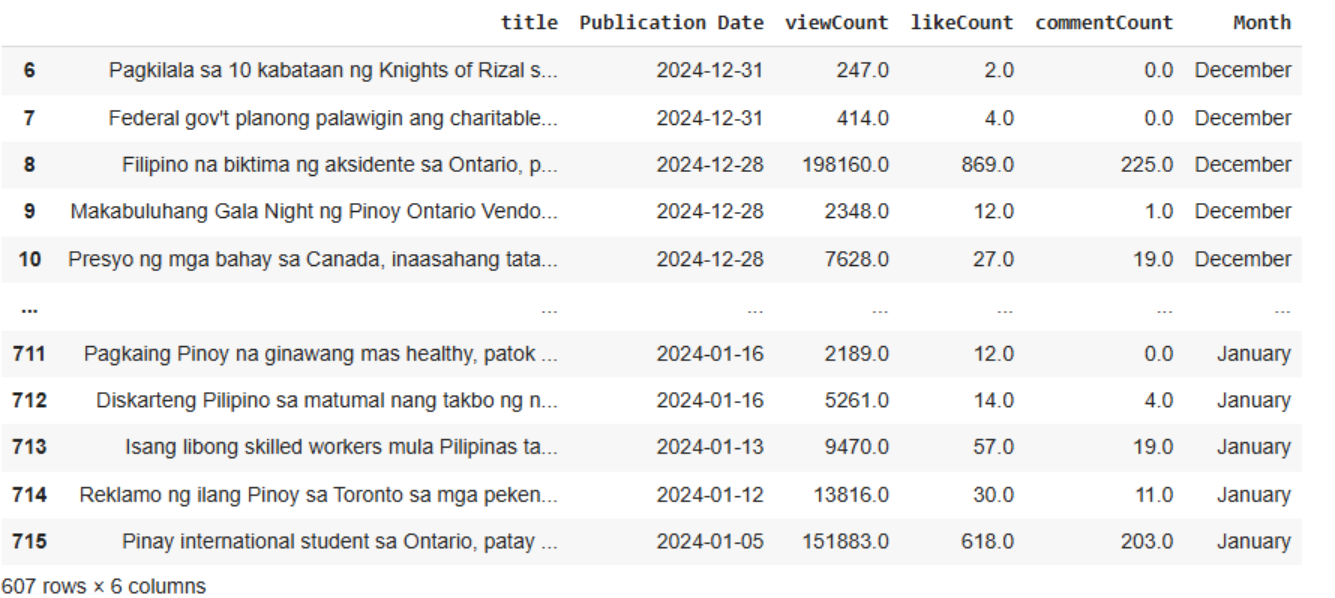 title Publication Date viewCount likeCount commentCount Month
6 Pagkilala sa 10 kabataan ng Knights of Rizal s... 2024-12-31 247.0 2.0 0.0 December
7 Federal gov't planong palawigin ang charitable... 2024-12-31 414.0 4.0 0.0 December
8 Filipino na biktima ng aksidente sa Ontario, p... 2024-12-28 198160.0 869.0 225.0 December
9 Makabuluhang Gala Night ng Pinoy Ontario Vendo... 2024-12-28 2348.0 12.0 1.0 December
10 Presyo ng mga bahay sa Canada, inaasahang tata... 2024-12-28 7628.0 27.0 19.0 December
... ... ... ... ... ... ...
711 Pagkaing Pinoy na ginawang mas healthy, patok ... 2024-01-16 2189.0 12.0 0.0 January
712 Diskarteng Pilipino sa matumal nang takbo ng n... 2024-01-16 5261.0 14.0 4.0 January
713 Isang libong skilled workers mula Pilipinas ta... 2024-01-13 9470.0 57.0 19.0 January
714 Reklamo ng ilang Pinoy sa Toronto sa mga peken... 2024-01-12 13816.0 30.0 11.0 January
715 Pinay international student sa Ontario, patay ... 2024-01-05 151883.0 618.0 203.0 January
607 rows × 6 columns